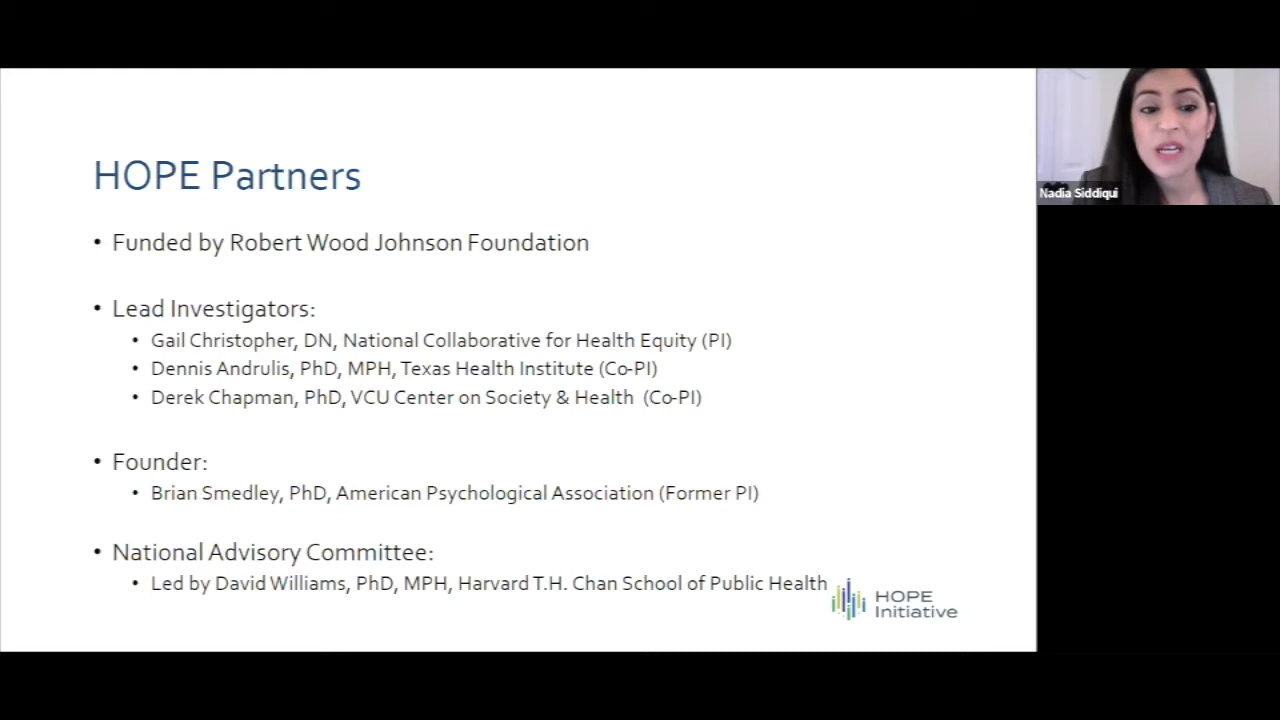 HOPE Partners
• Funded by Robert Wood Johnson Foundation
• Lead Investigators:
• Gail Christopher, DN, National Collaborative for Health Equity (PI)
• Dennis Andrulis, PhD, MPH, Texas Health Institute (Co-PI)
• Derek Chapman, PhD, VCU Center on Society & Health (Co-PI)
• Founder:
• Brian Smedley, PhD, American Psychological Association (Former PI)
• National Advisory Committee:
• Led by David Williams, PhD, MPH, Harvard T.H. Chan School of Public Health
HOPE
Initiative
Nadia Siddiqui